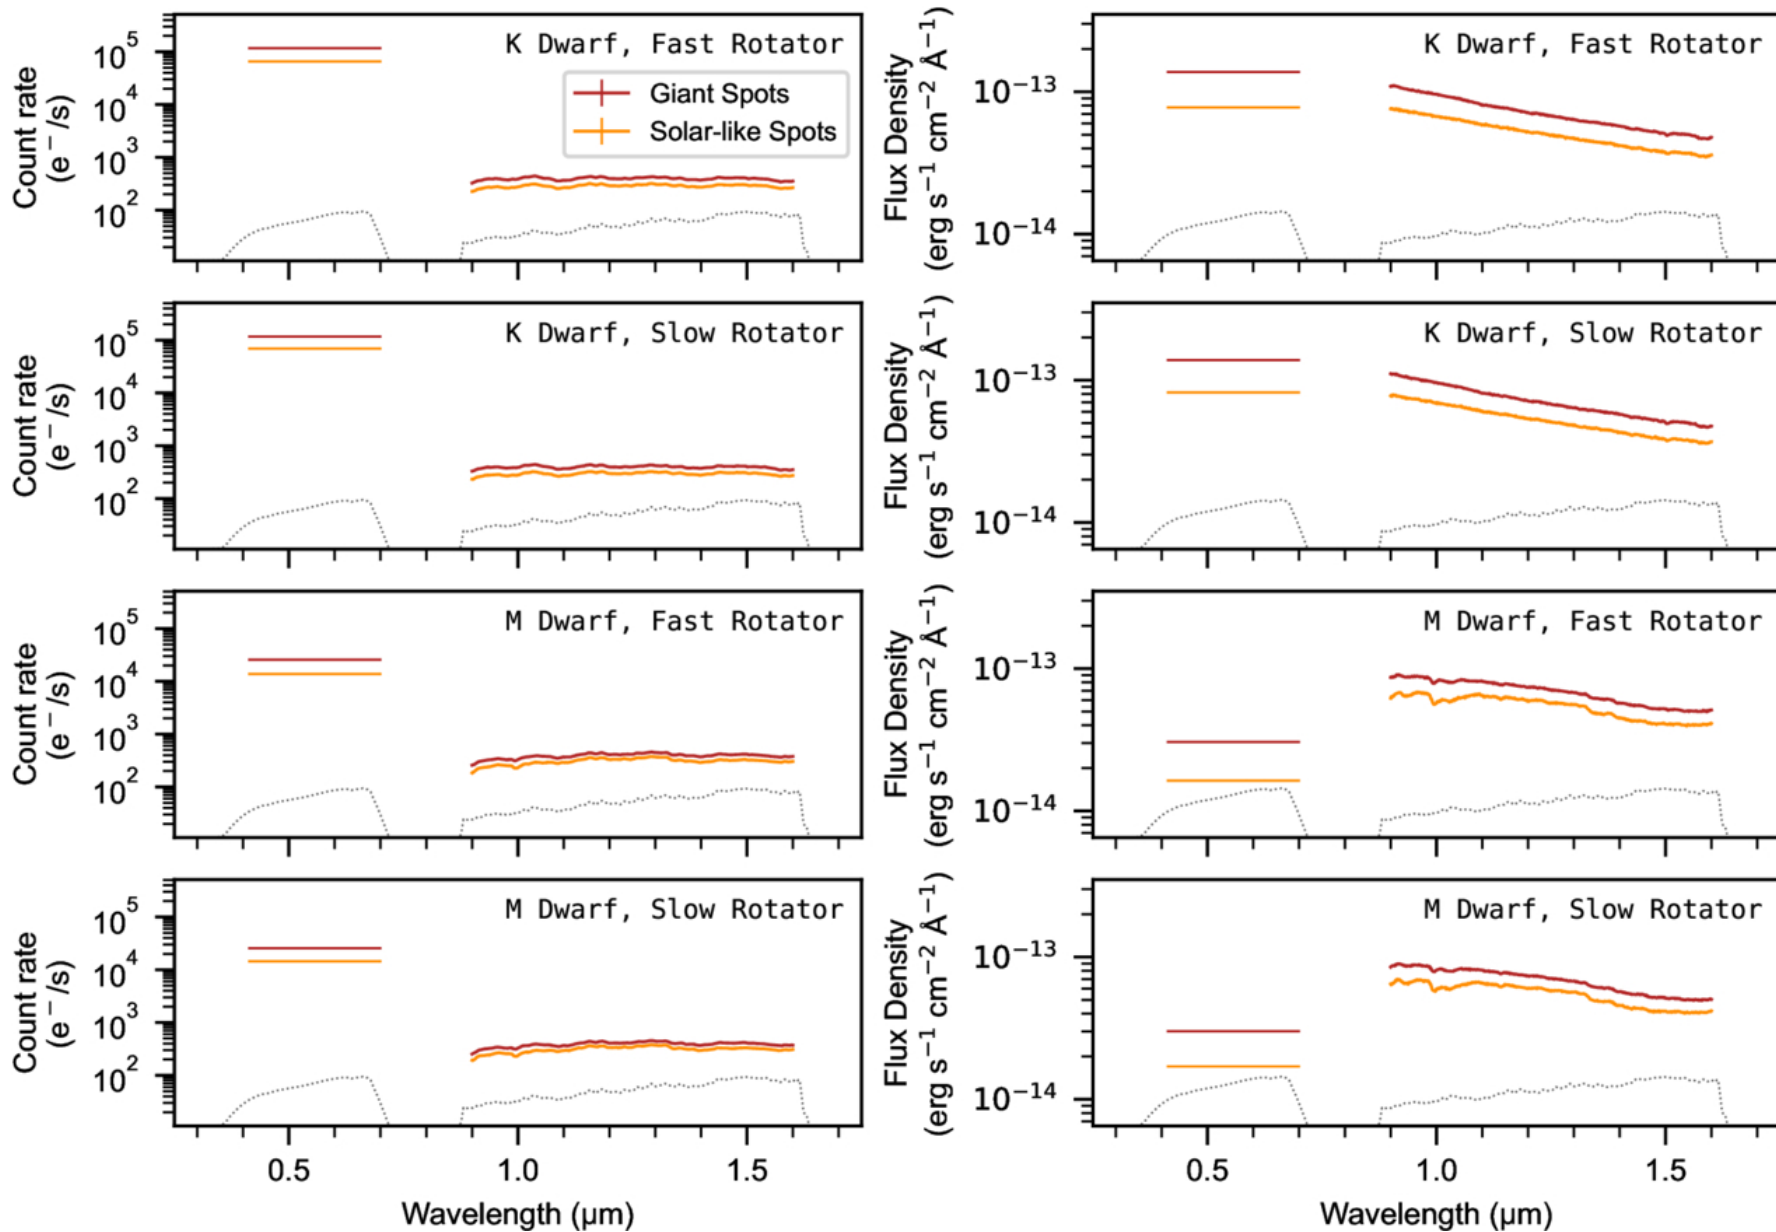 K Dwarf, Fast Rotator
Giant Spots
Solar-like Spots
Count rate
(e⁻/s)
10⁵
10⁴
10³
10²
K Dwarf, Fast Rotator
Flux Density
(erg s⁻¹ cm⁻² Å⁻¹)
10⁻¹³
10⁻¹⁴
K Dwarf, Slow Rotator
Count rate
(e⁻/s)
10⁵
10⁴
10³
10²
K Dwarf, Slow Rotator
Flux Density
(erg s⁻¹ cm⁻² Å⁻¹)
10⁻¹³
10⁻¹⁴
M Dwarf, Fast Rotator
Count rate
(e⁻/s)
10⁵
10⁴
10³
10²
M Dwarf, Fast Rotator
Flux Density
(erg s⁻¹ cm⁻² Å⁻¹)
10⁻¹³
10⁻¹⁴
M Dwarf, Slow Rotator
Count rate
(e⁻/s)
10⁵
10⁴
10³
10²
0.5 1.0 1.5
Wavelength (µm)
M Dwarf, Slow Rotator
Flux Density
(erg s⁻¹ cm⁻² Å⁻¹)
10⁻¹³
10⁻¹⁴
0.5 1.0 1.5
Wavelength (µm)